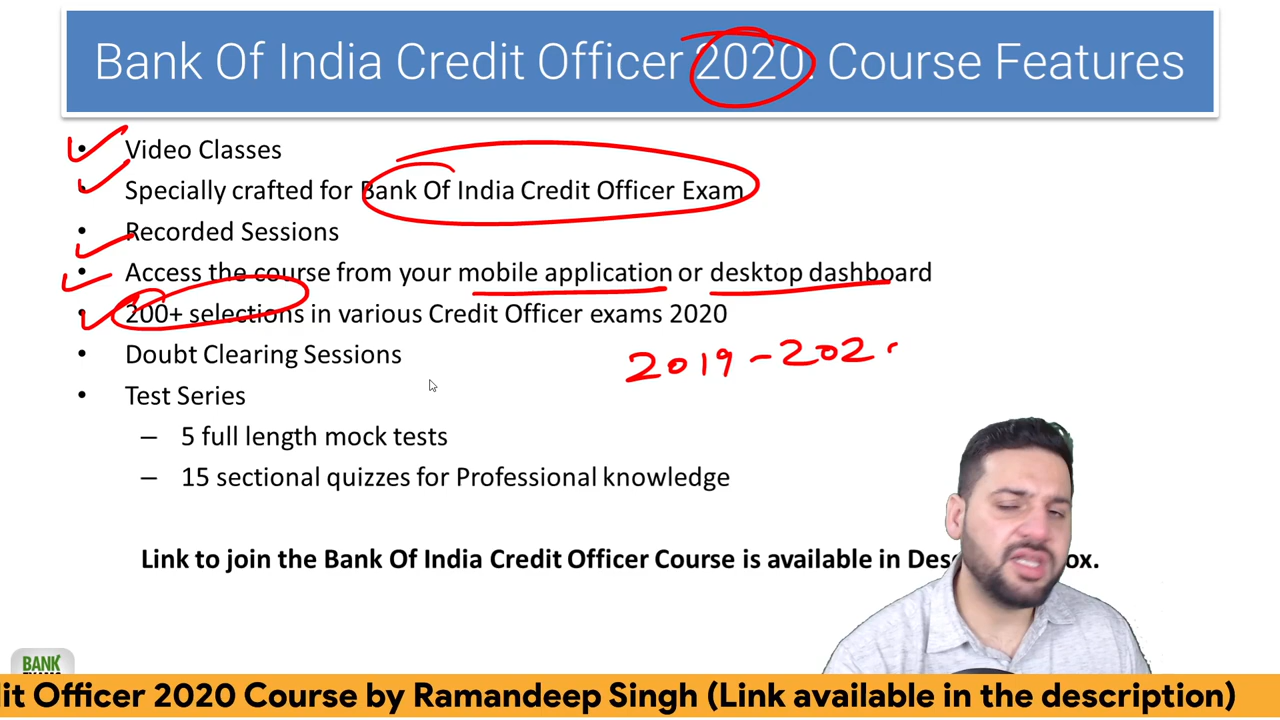 Bank Of India Credit Officer 2020: Course Features
• Video Classes
• Specially crafted for Bank Of India Credit Officer Exam
• Recorded Sessions
• Access the course from your mobile application or desktop dashboard
• 200+ selections in various Credit Officer exams 2020
2019-202
• Doubt Clearing Sessions
• Test Series
– 5 full length mock tests
– 15 sectional quizzes for Professional knowledge
Link to join the Bank Of India Credit Officer Course is available in
BANK
dit Officer 2020 Course by Ramandeep Singh (Link available in the description)